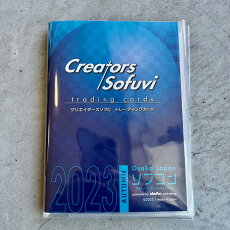 Creators
Sofuvi
trading cards
クリエイターズソフビ トレーディングカード
2023
AUTUMN
Osaka Japan
ソフコン